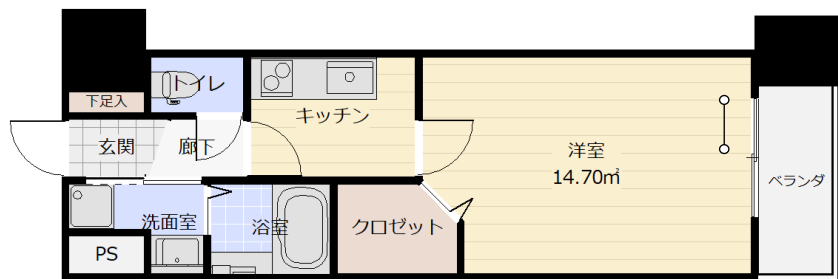 トイレ
下足入
キッチン
玄関
廊下
洋室
14.70㎡
ベランダ
洗面室
浴室
クロゼット
PS